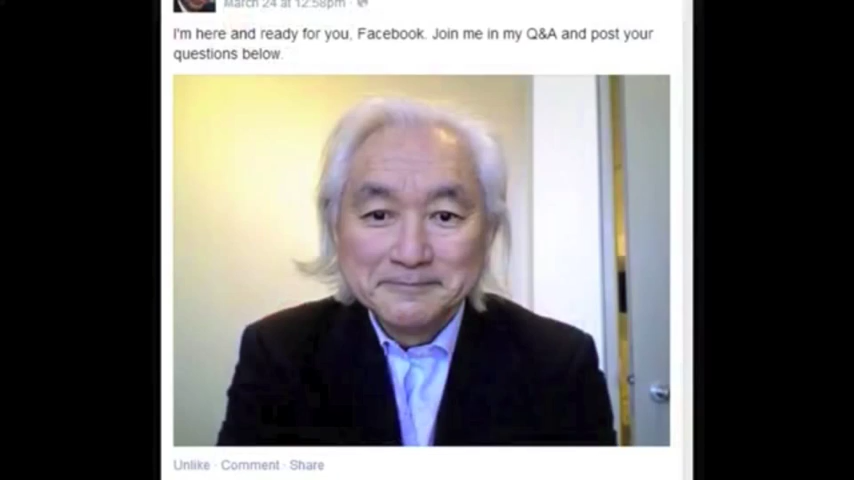 March 24 at 12:58pm ·
I'm here and ready for you, Facebook. Join me in my Q&A and post your
questions below.
Unlike · Comment · Share